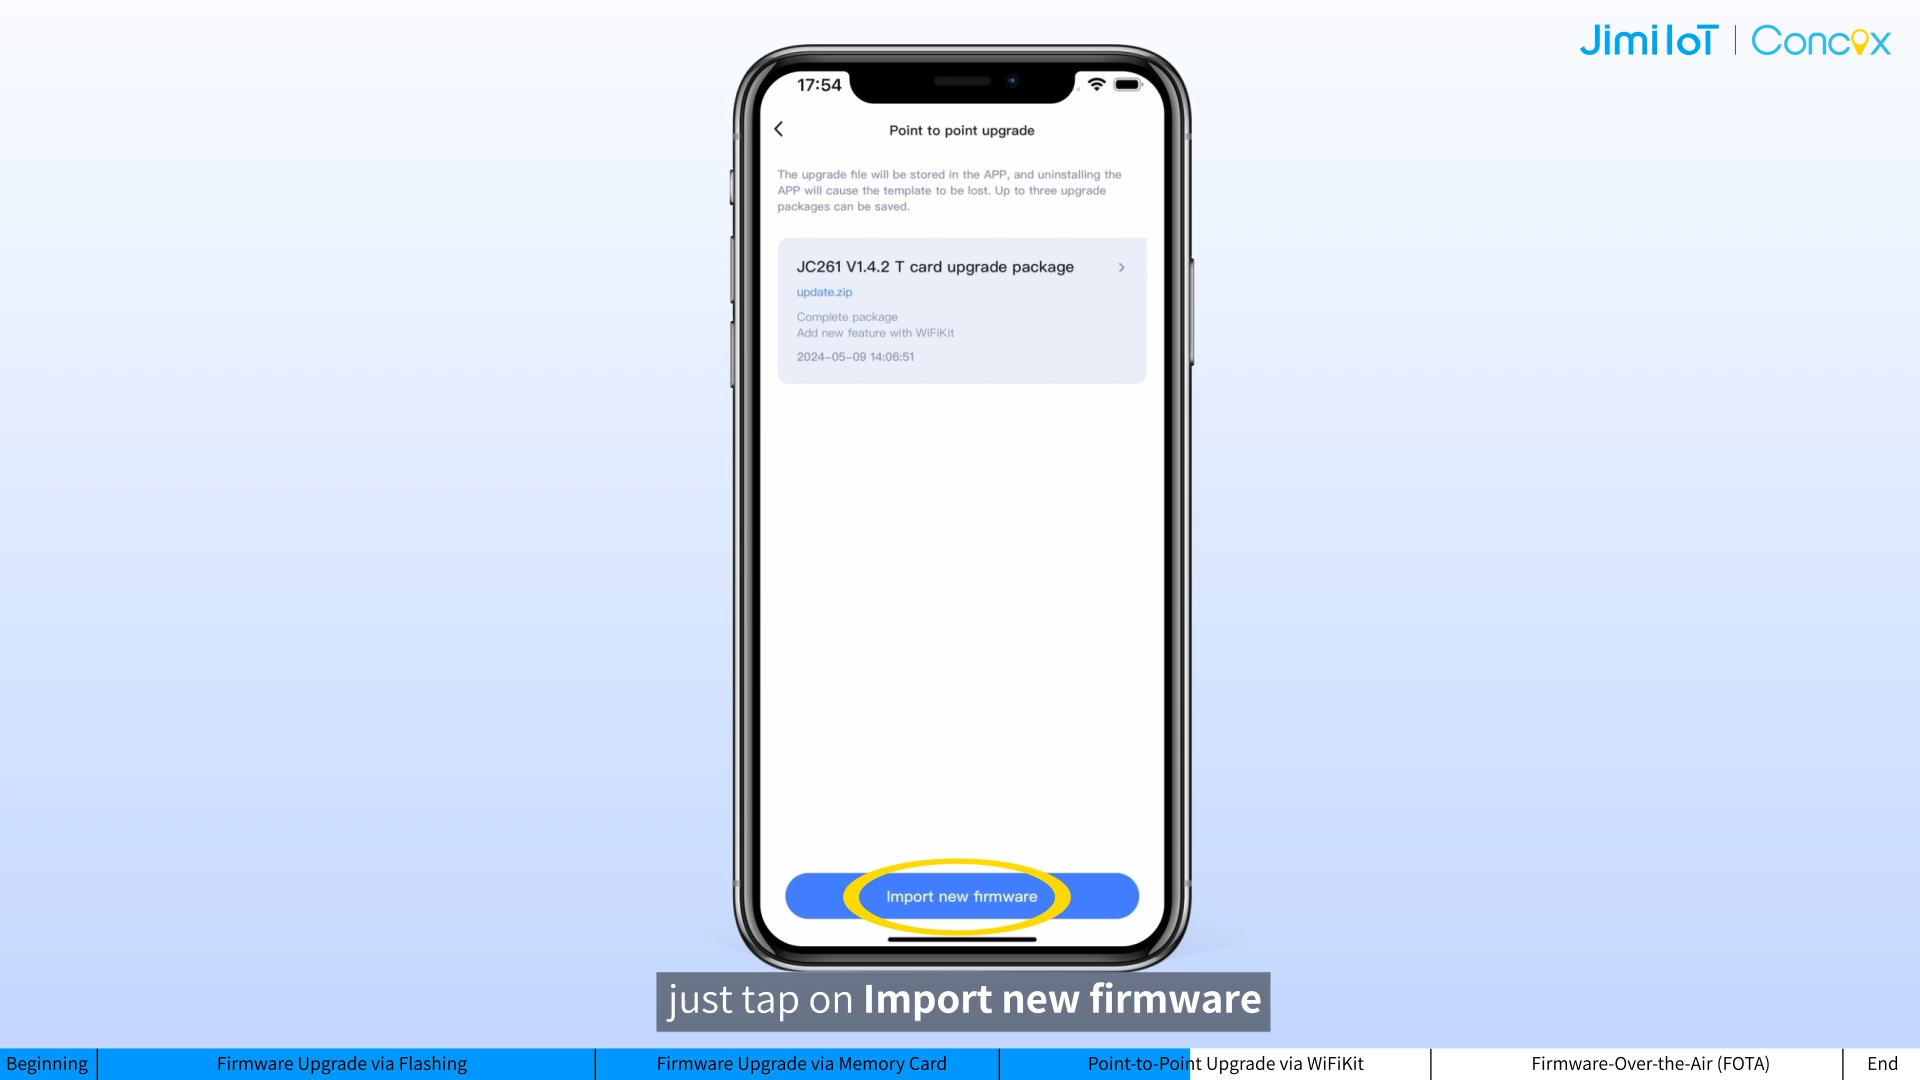 JimiIoT | Concox
17:54
Point to point upgrade
The upgrade file will be stored in the APP, and uninstalling the
APP will cause the template to be lost. Up to three upgrade
packages can be saved.
JC261 V1.4.2 T card upgrade package
update.zip
Complete package
Add new feature with WiFiKit
2024-05-09 14:06:51
Import new firmware
just tap on Import new firmware
Beginning
Firmware Upgrade via Flashing
Firmware Upgrade via Memory Card
Point-to-Point Upgrade via WiFiKit
Firmware-Over-the-Air (FOTA)
End